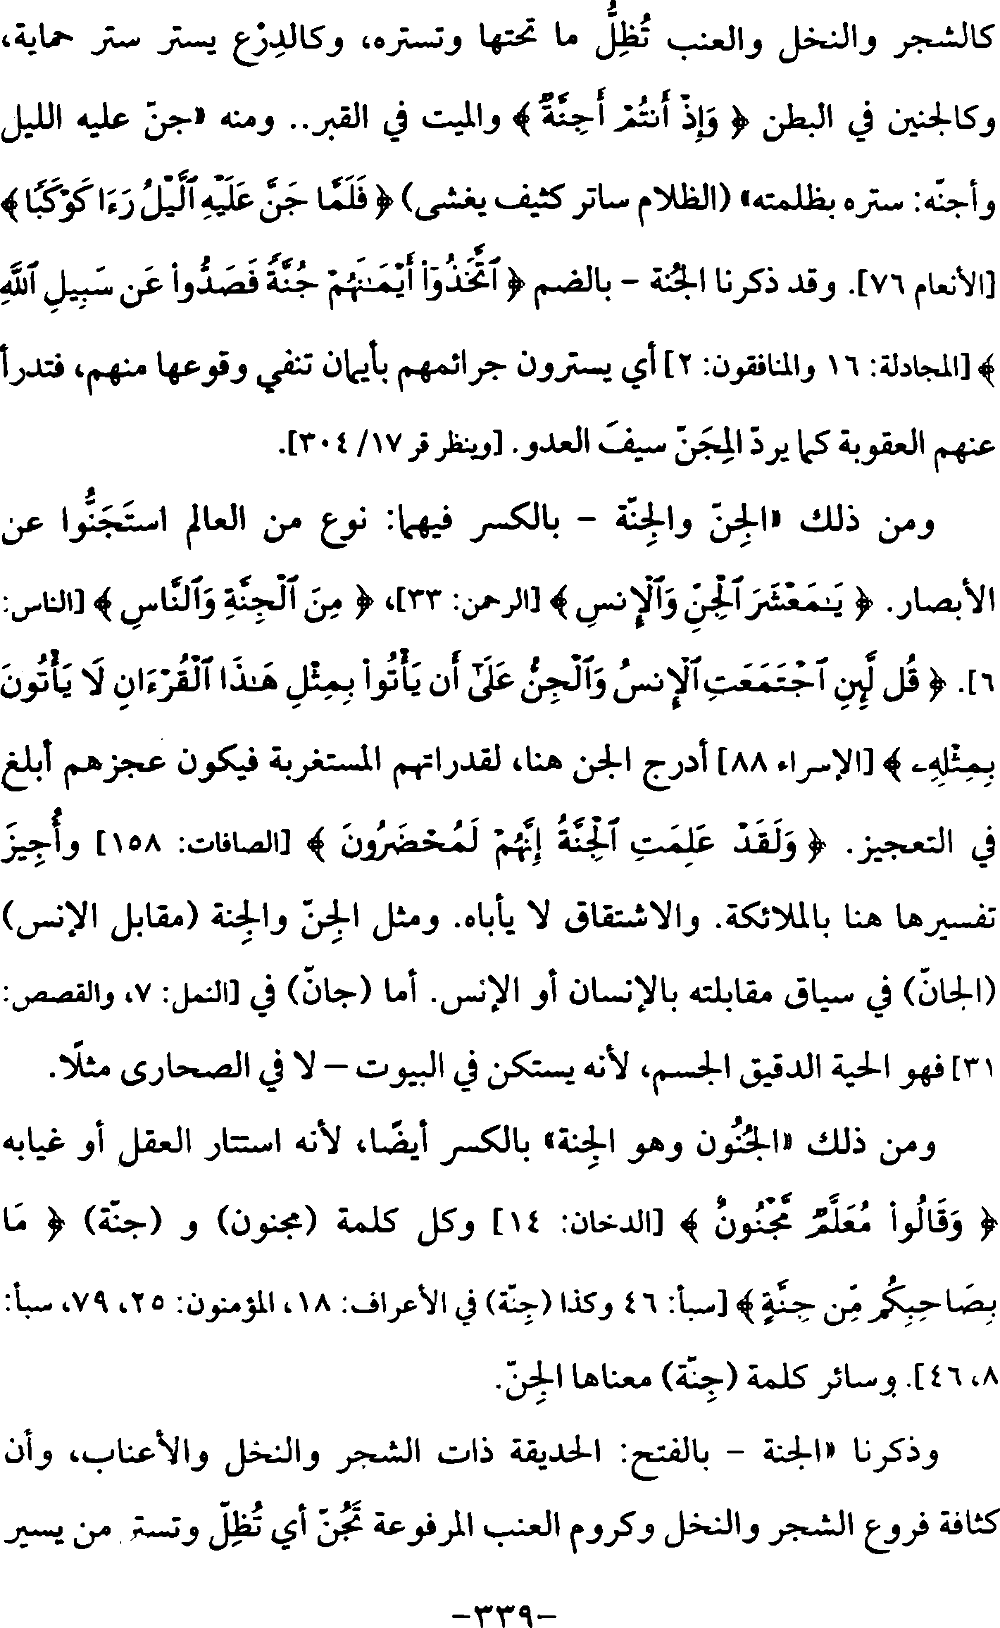 كالشجر والنخل والعنب تُظِلُّ ما تحتها وتستره، وكالدِرْع يستر ستر حماية،
وكالجنين في البطن ﴿ وَإِذْ أَنتُمْ أَجِنَّةٌ ﴾ والميت في القبر.. ومنه «جنّ عليه الليل
وأجنّه: ستره بظلمته» (الظلام ساتر كثيف يغشى) ﴿ فَلَمَّا جَنَّ عَلَيْهِ ٱلَّيْلُ رَءَا كَوْكَبًا ﴾
[الأنعام ٧٦]. وقد ذكرنا الجُنة – بالضم ﴿ ٱتَّخَذُوٓا۟ أَيْمَـٰنَهُمْ جُنَّةً فَصَدُّوا۟ عَن سَبِيلِ ٱللَّهِ
﴾ [المجادلة: ١٦ والمنافقون: ٢] أي يسترون جرائمهم بأيمان تنفي وقوعها منهم، فتدرأ
عنهم العقوبة كما يردّ المِجَنّ سيفَ العدو. [وينظر قر ١٧/ ٣٠٤].
ومن ذلك «الجِنّ والجِنّة – بالكسر فيهما: نوع من العالم استَجَنُّوا عن
الأبصار. ﴿ يَـٰمَعْشَرَ ٱلْجِنِّ وَٱلْإِنسِ ﴾ [الرحمن: ٣٣]، ﴿ مِنَ ٱلْجِنَّةِ وَٱلنَّاسِ ﴾ [الناس:
٦]. ﴿ قُل لَّئِنِ ٱجْتَمَعَتِ ٱلْإِنسُ وَٱلْجِنُّ عَلَىٰٓ أَن يَأْتُوا۟ بِمِثْلِ هَـٰذَا ٱلْقُرْءَانِ لَا يَأْتُونَ
بِمِثْلِهِۦ ﴾ [الإسراء ٨٨] أدرج الجن هنا، لقدراتهم المستغربة فيكون عجزهم أبلغ
في التعجيز. ﴿ وَلَقَدْ عَلِمَتِ ٱلْجِنَّةُ إِنَّهُمْ لَمُحْضَرُونَ ﴾ [الصافات: ١٥٨] وأُجِيزَ
تفسيرها هنا بالملائكة. والاشتقاق لا يأباه. ومثل الجِنّ والجِنة (مقابل الإنس)
(الجانّ) في سياق مقابلته بالإنسان أو الإنس. أما (جانّ) في [النمل: ٧، والقصص:
٣١] فهو الحية الدقيق الجسم، لأنه يستكن في البيوت – لا في الصحارى مثلًا.
ومن ذلك «الجُنُون وهو الجِنة» بالكسر أيضًا، لأنه استتار العقل أو غيابه
﴿ وَقَالُوا۟ مُعَلَّمٌ مَّجْنُونٌ ﴾ [الدخان: ١٤] وكل كلمة (مجنون) و (جنّة) ﴿ مَا
بِصَاحِبِكُم مِّن جِنَّةٍ ﴾ [سبأ: ٤٦ وكذا (جِنّة) في الأعراف: ١٨، المؤمنون: ٢٥، ٧٩، سبأ:
٨، ٤٦]. وسائر كلمة (جِنّة) معناها الجِنّ.
وذكرنا «الجنة – بالفتح: الحديقة ذات الشجر والنخل والأعناب، وأن
كثافة فروع الشجر والنخل وكروم العنب المرفوعة تَجُنّ أي تُظِلّ وتستر من يسير
–٣٣٩–